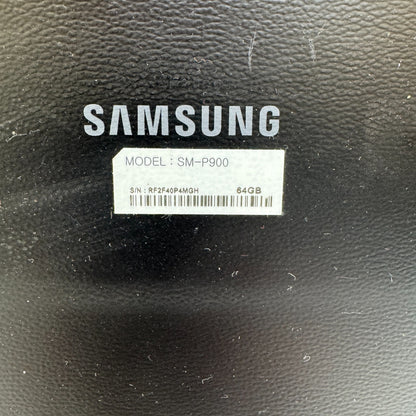 SAMSUNG
MODEL : SM-P900
S/N : RF2F40P4MGH 64GB